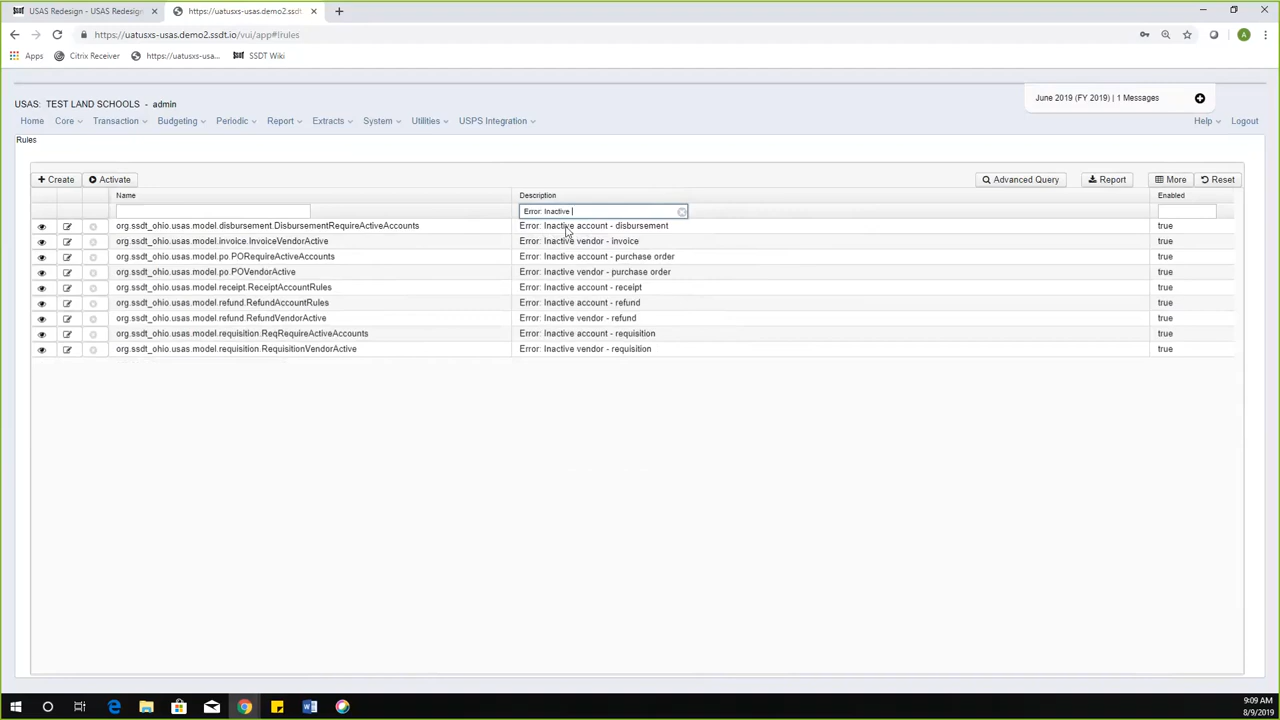 USAS Redesign - USAS Redesign
https://uatusxs-usas.demo2.ssdt
https://uatusxs-usas.demo2.ssdt.io/vui/app#!rules
A
Apps
Citrix Receiver
https://uatusxs-usa...
SSDT Wiki
June 2019 (FY 2019) | 1 Messages
USAS: TEST LAND SCHOOLS - admin
Home Core Transaction Budgeting Periodic Report Extracts System Utilities USPS Integration Help Logout
Rules
Create Activate Advanced Query Report More Reset
Name Description Enabled
Error: Inactive
org.ssdt_ohio.usas.model.disbursement.DisbursementRequireActiveAccounts Error: Inactive account - disbursement true
org.ssdt_ohio.usas.model.invoice.InvoiceVendorActive Error: Inactive vendor - invoice true
org.ssdt_ohio.usas.model.po.PORequireActiveAccounts Error: Inactive account - purchase order true
org.ssdt_ohio.usas.model.po.POVendorActive Error: Inactive vendor - purchase order true
org.ssdt_ohio.usas.model.receipt.ReceiptAccountRules Error: Inactive account - receipt true
org.ssdt_ohio.usas.model.refund.RefundAccountRules Error: Inactive account - refund true
org.ssdt_ohio.usas.model.refund.RefundVendorActive Error: Inactive vendor - refund true
org.ssdt_ohio.usas.model.requisition.ReqRequireActiveAccounts Error: Inactive account - requisition true
org.ssdt_ohio.usas.model.requisition.RequisitionVendorActive Error: Inactive vendor - requisition true
9:09 AM
8/9/2019